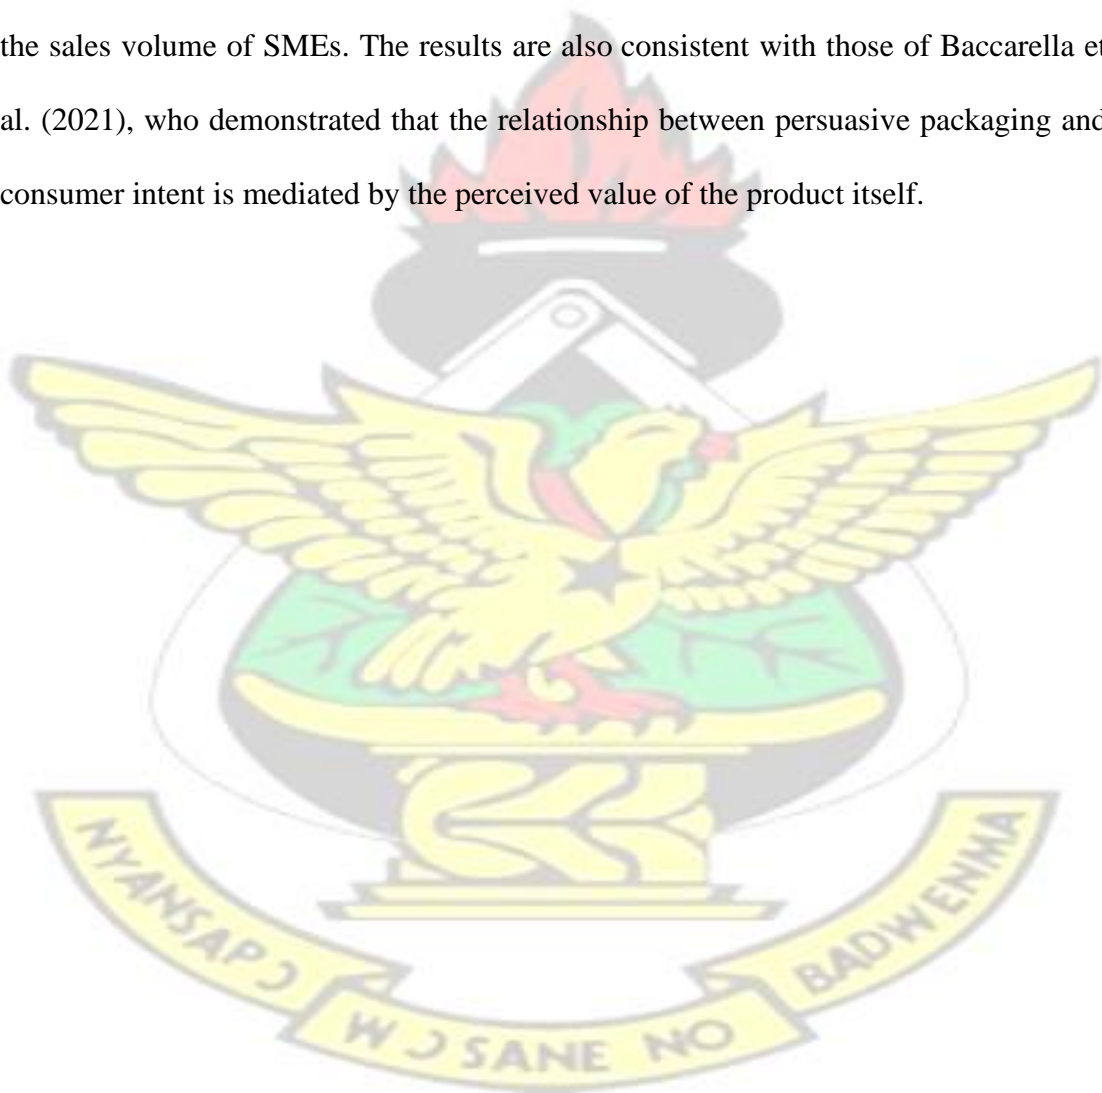 the sales volume of SMEs. The results are also consistent with those of Baccarella et
al. (2021), who demonstrated that the relationship between persuasive packaging and
consumer intent is mediated by the perceived value of the product itself.
NYANSAPƆ
WƆSANE NO
BADWENMA